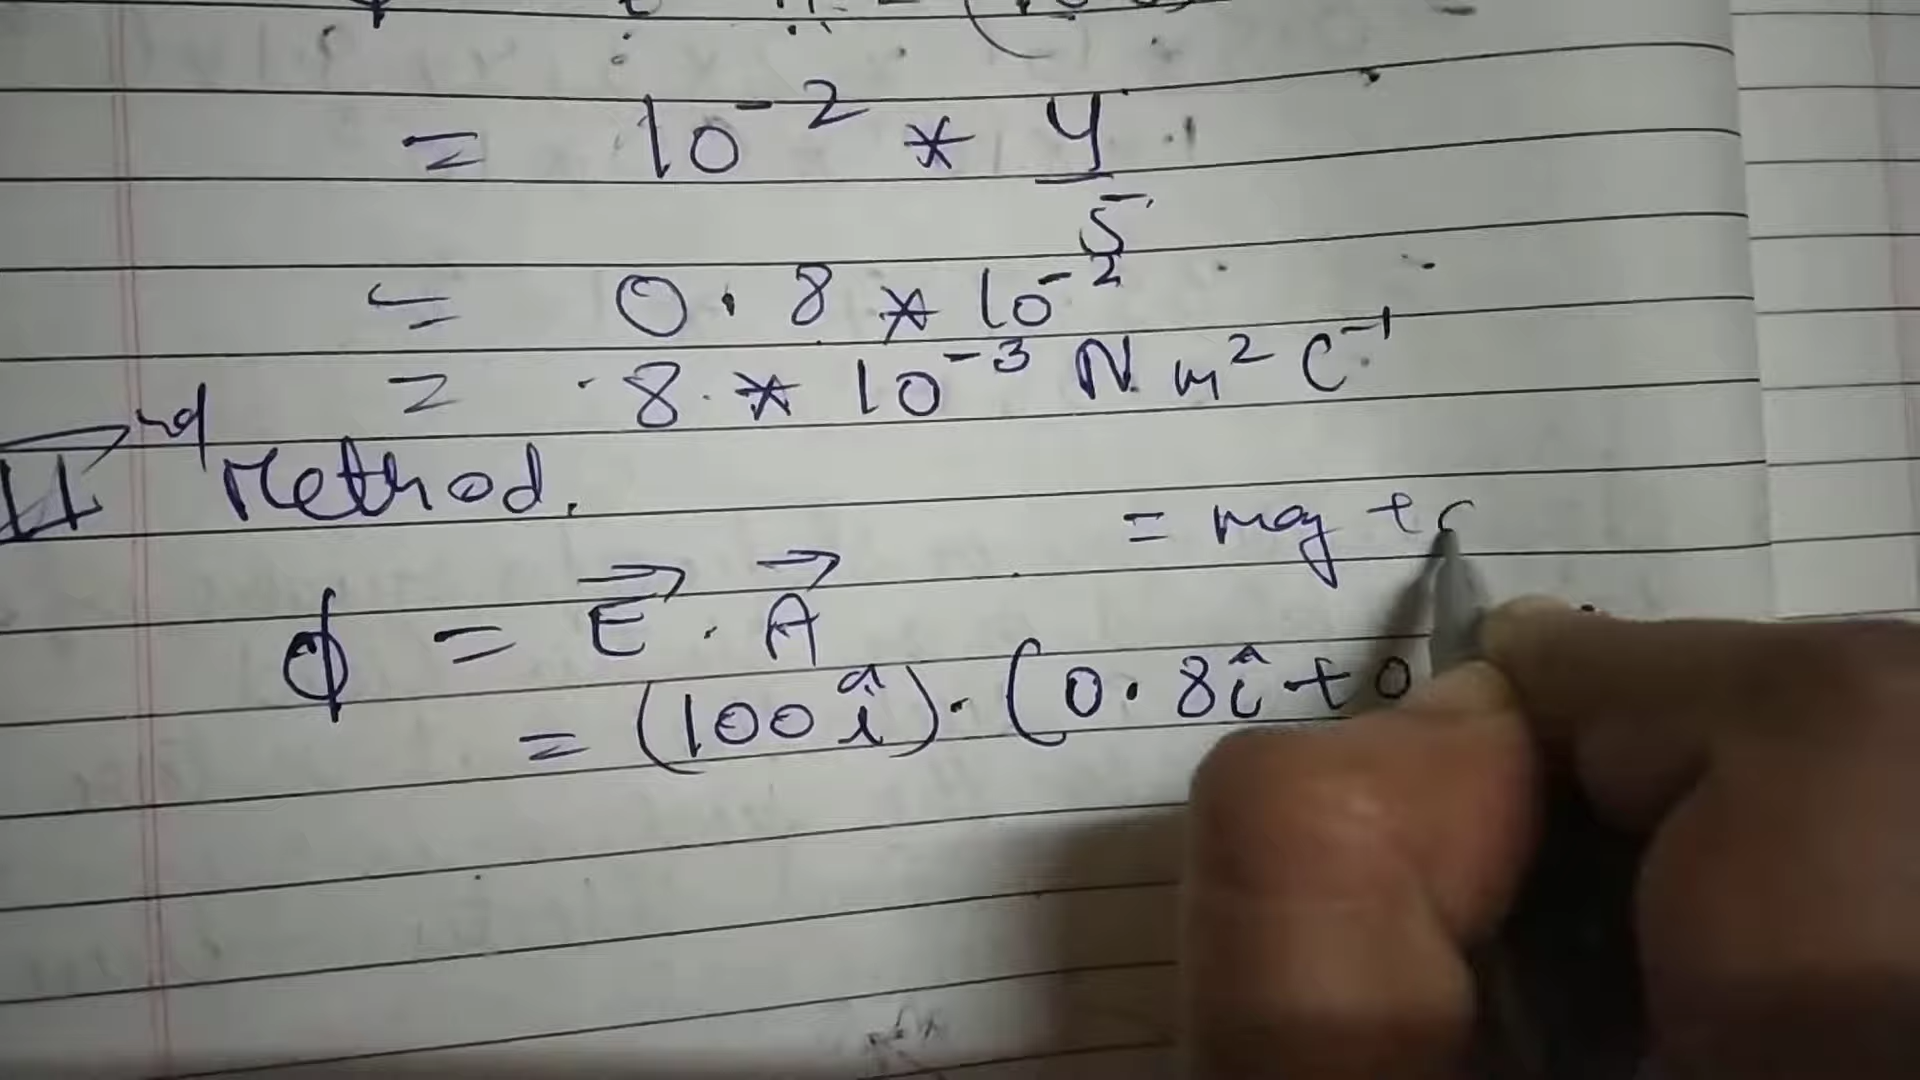 = 10⁻² * 4/5
= 0.8 * 10⁻²
= 8 * 10⁻³ N m² C⁻¹
IInd Method.
= mag
ϕ = E⃗ . A⃗
= (100 î) . (0.8 î + 0